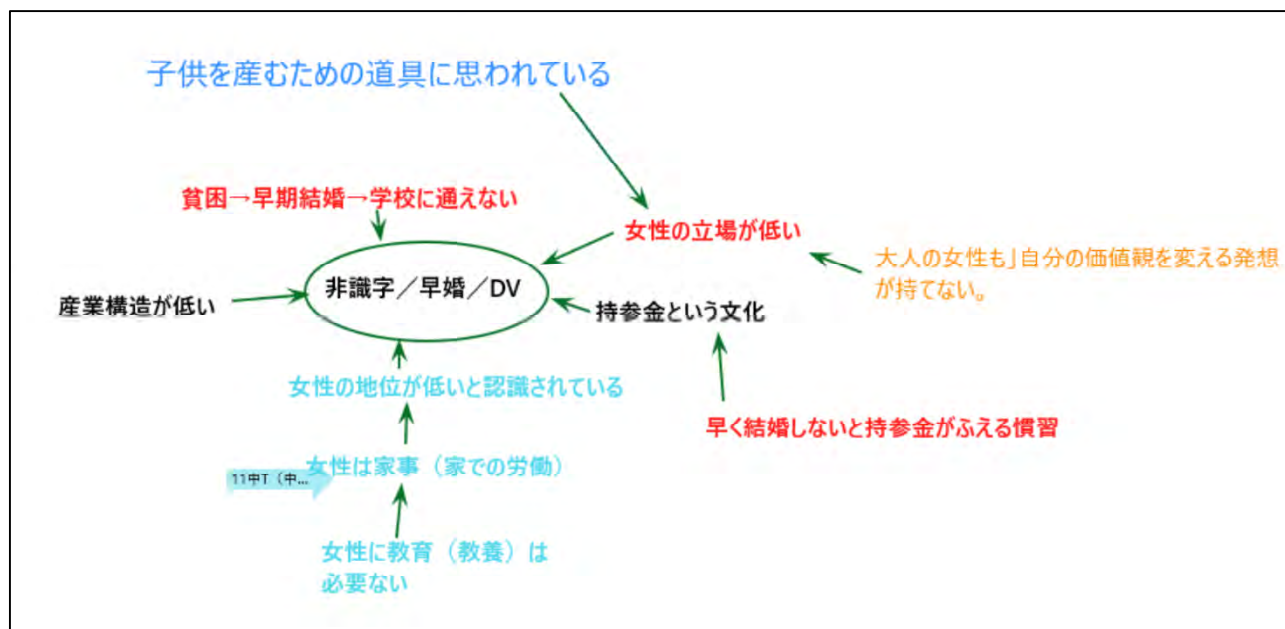 子供を産むための道具に思われている
貧困→早期結婚→学校に通えない
女性の立場が低い
大人の女性も」自分の価値観を変える発想
が持てない。
非識字／早婚／DV
産業構造が低い
持参金という文化
女性の地位が低いと認識されている
早く結婚しないと持参金がふえる慣習
女性は家事（家での労働）
11中T（中...
女性に教育（教養）は
必要ない